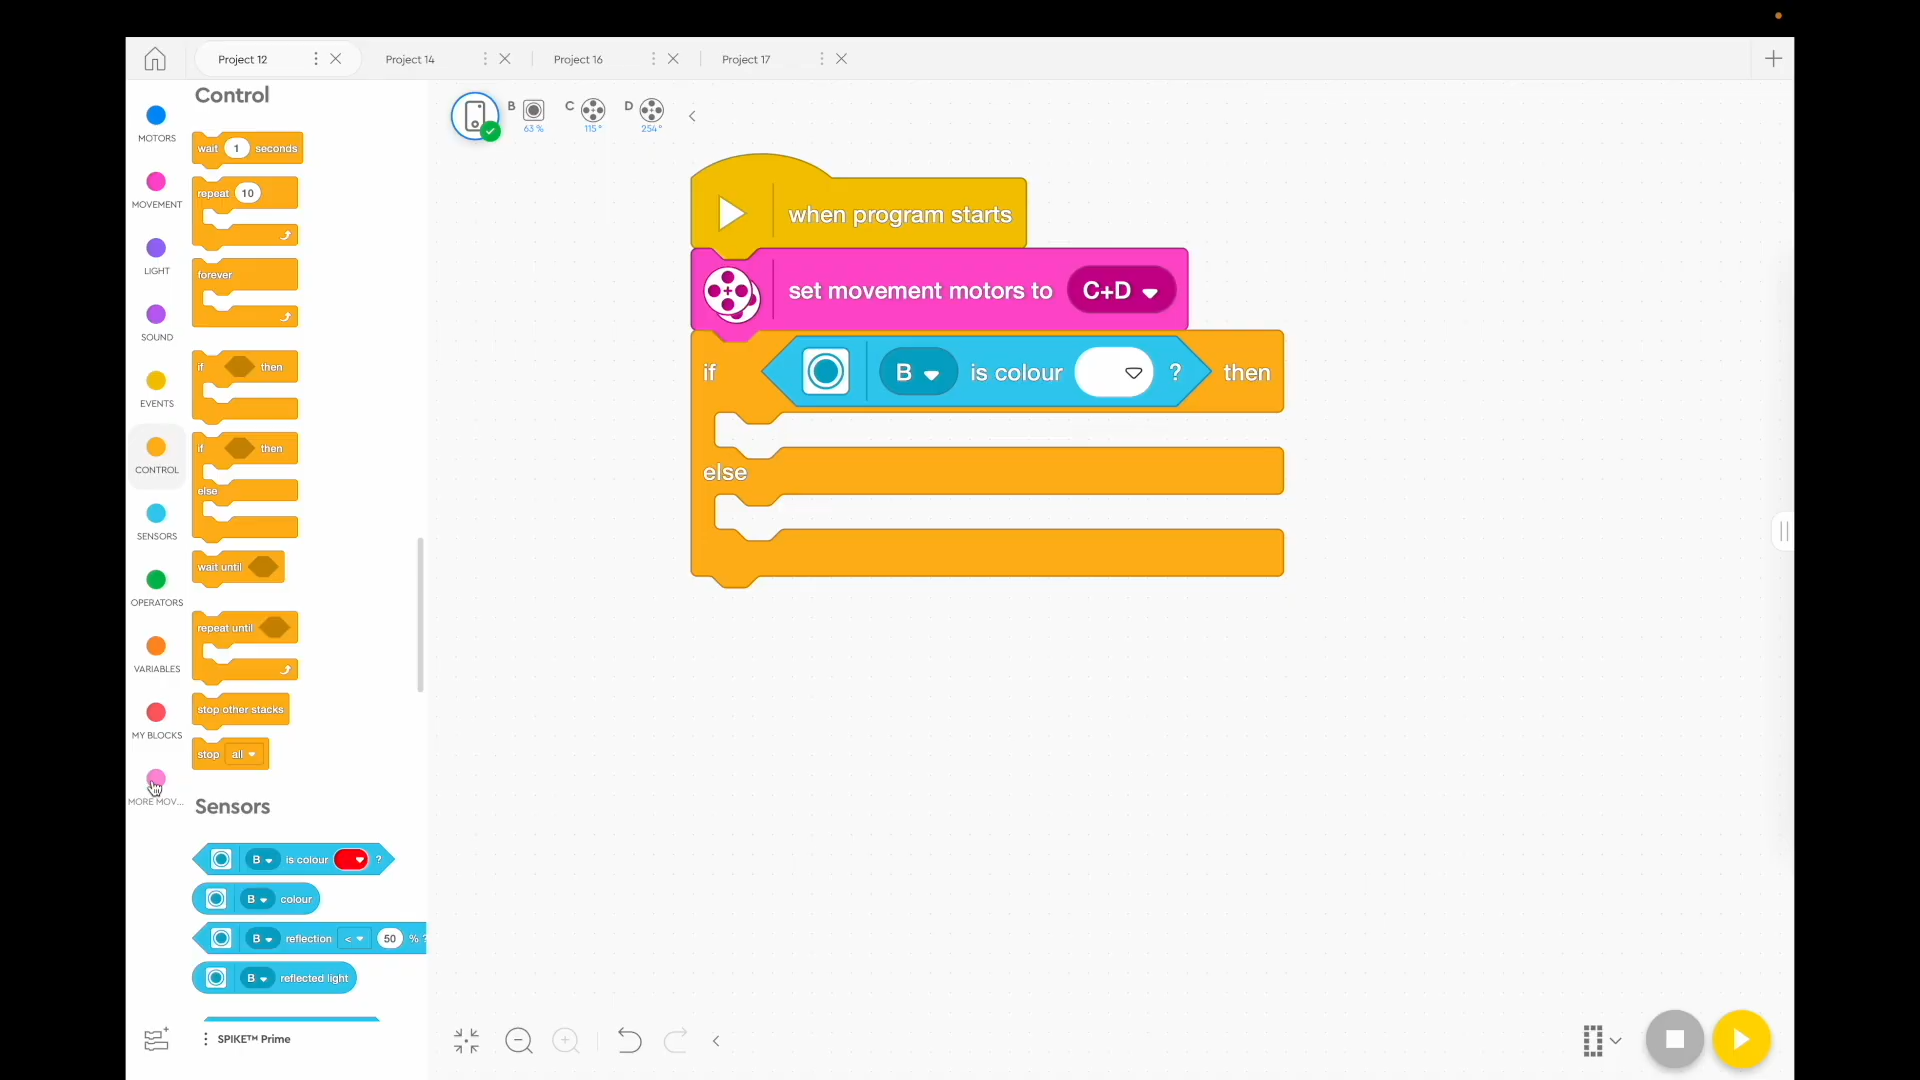 Project 12
Project 14
Project 16
Project 17
MOTORS
MOVEMENT
LIGHT
SOUND
EVENTS
CONTROL
SENSORS
OPERATORS
VARIABLES
MY BLOCKS
MORE MOV...
Control
wait 1 seconds
repeat 10
forever
if then
if then
else
wait until
repeat until
stop other stacks
stop all
Sensors
B is colour ?
B colour
B reflection < 50 % ?
B reflected light
SPIKE™ Prime
B 63 %
C 115 °
D 254 °
when program starts
set movement motors to C+D
if B is colour ? then
else